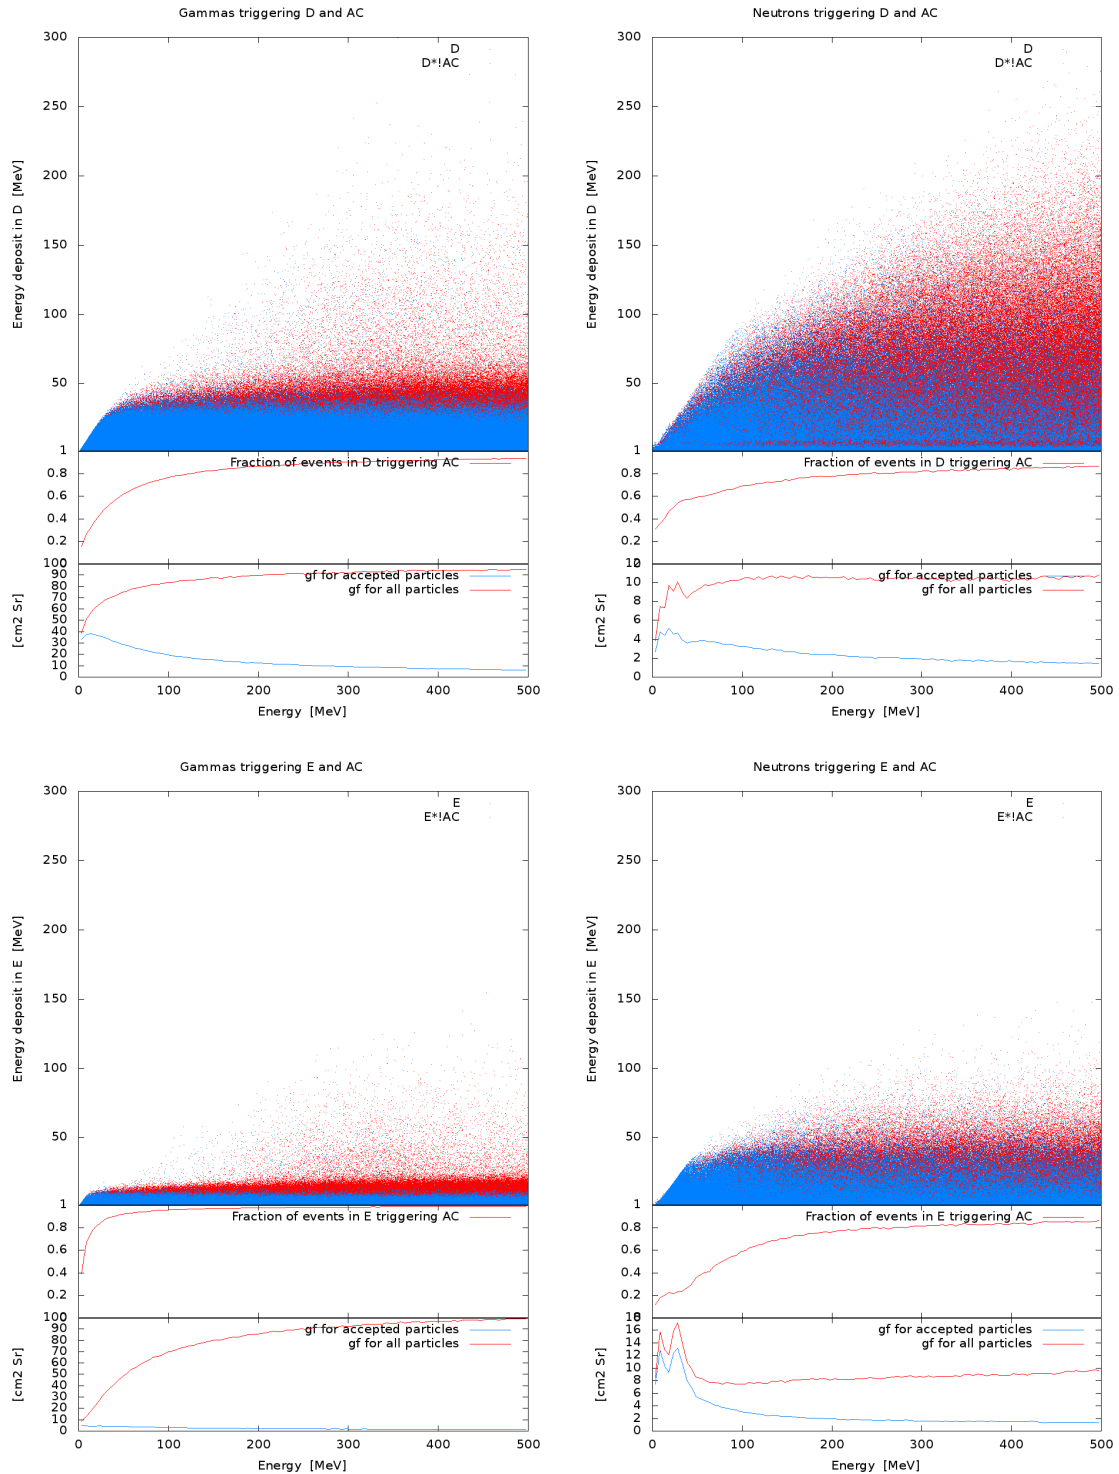 Gammas triggering D and AC
300
D
D*!AC
250
200
150
100
50
1
Energy deposit in D [MeV]
Fraction of events in D triggering AC
0.8
0.6
0.4
0.2
0
100
gf for accepted particles
90
gf for all particles
80
70
60
50
40
30
20
10
0
[cm2 Sr]
0 100 200 300 400 500
Energy [MeV]
Neutrons triggering D and AC
300
D
D*!AC
250
200
150
100
50
1
Energy deposit in D [MeV]
Fraction of events in D triggering AC
0.8
0.6
0.4
0.2
0
12
gf for accepted particles
10
gf for all particles
8
6
4
2
0
[cm2 Sr]
0 100 200 300 400 500
Energy [MeV]
Gammas triggering E and AC
300
E
E*!AC
250
200
150
100
50
1
Energy deposit in E [MeV]
Fraction of events in E triggering AC
0.8
0.6
0.4
0.2
0
100
gf for accepted particles
90
gf for all particles
80
70
60
50
40
30
20
10
0
[cm2 Sr]
0 100 200 300 400 500
Energy [MeV]
Neutrons triggering E and AC
300
E
E*!AC
250
200
150
100
50
1
Energy deposit in E [MeV]
Fraction of events in E triggering AC
0.8
0.6
0.4
0.2
0
18
gf for accepted particles
16
gf for all particles
14
12
10
8
6
4
2
0
[cm2 Sr]
0 100 200 300 400 500
Energy [MeV]